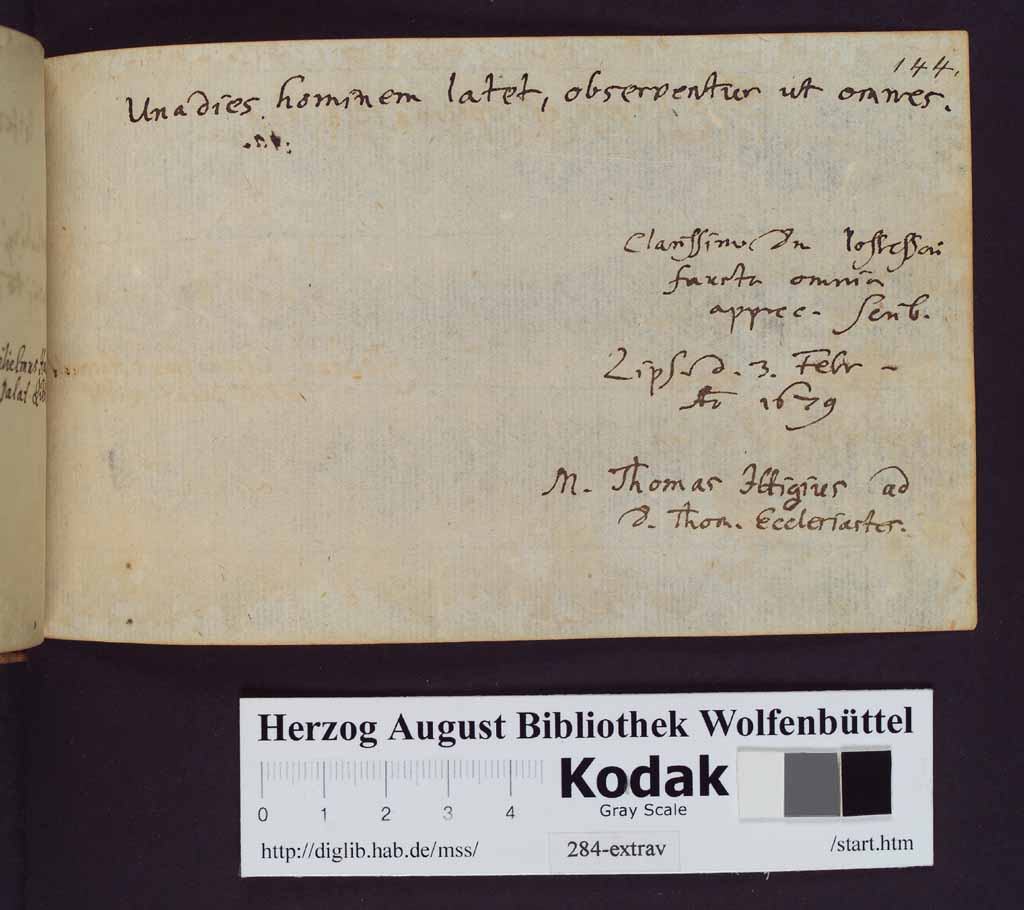 144.
Una dies hominem latet, observentur ut omnes.
Clarissimo Dn Possessori
fausta omnia
apprec. Scrib.
Lips. d. 3. Febr
Ao 1679
M. Thomas Ittigius ad
D. Thom. Ecclesiastes.
Herzog August Bibliothek Wolfenbüttel
Kodak
Gray Scale
0 1 2 3 4
http://diglib.hab.de/mss/ 284-extrav /start.htm